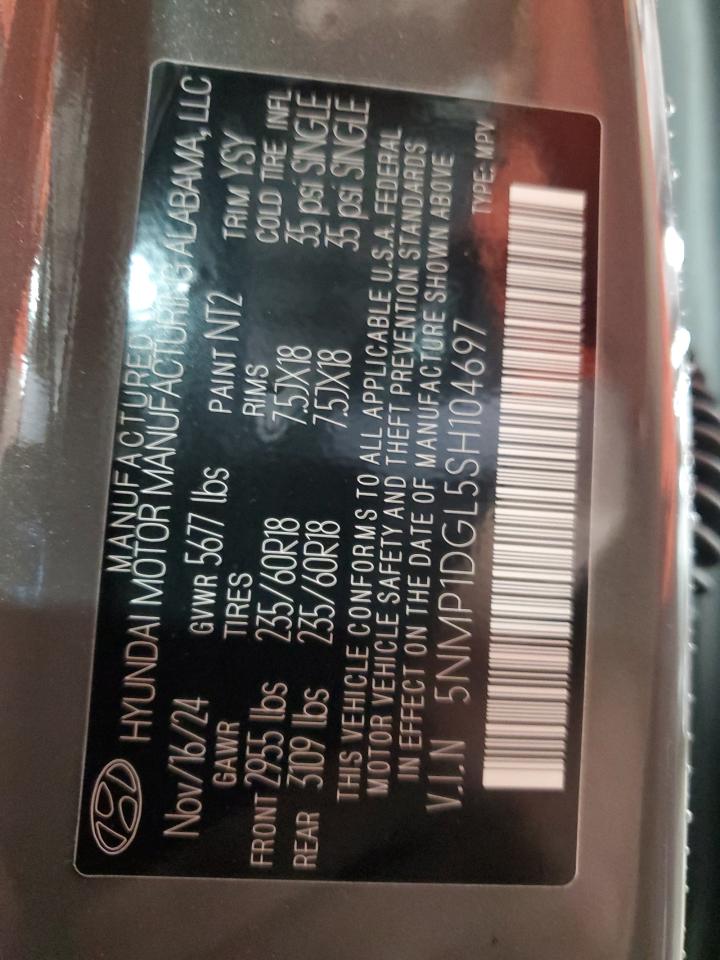 MANUFACTURED
HYUNDAI MOTOR MANUFACTURING ALABAMA, LLC
Nov/16/24 GVWR 5677 lbs PAINT NT2 TRIM YSY
GAWR TIRES RIMS COLD TIRE INFL
FRONT 2955 lbs 235/60R18 7.5JX18 35 psi SINGLE
REAR 3109 lbs 235/60R18 7.5JX18 35 psi SINGLE
THIS VEHICLE CONFORMS TO ALL APPLICABLE U.S.A. FEDERAL
MOTOR VEHICLE SAFETY AND THEFT PREVENTION STANDARDS
IN EFFECT ON THE DATE OF MANUFACTURE SHOWN ABOVE
V.I.N 5NMP1DGL5SH104697 TYPE: MPV